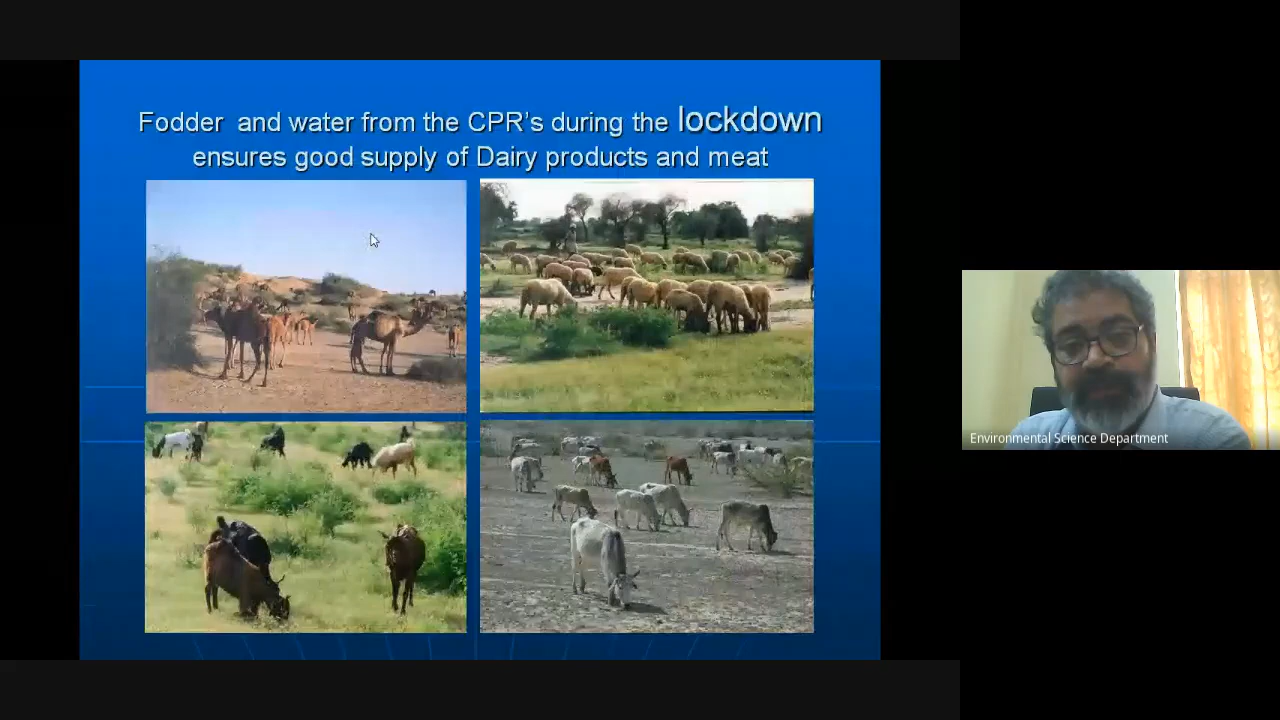 Fodder and water from the CPR's during the lockdown
ensures good supply of Dairy products and meat
Environmental Science Department